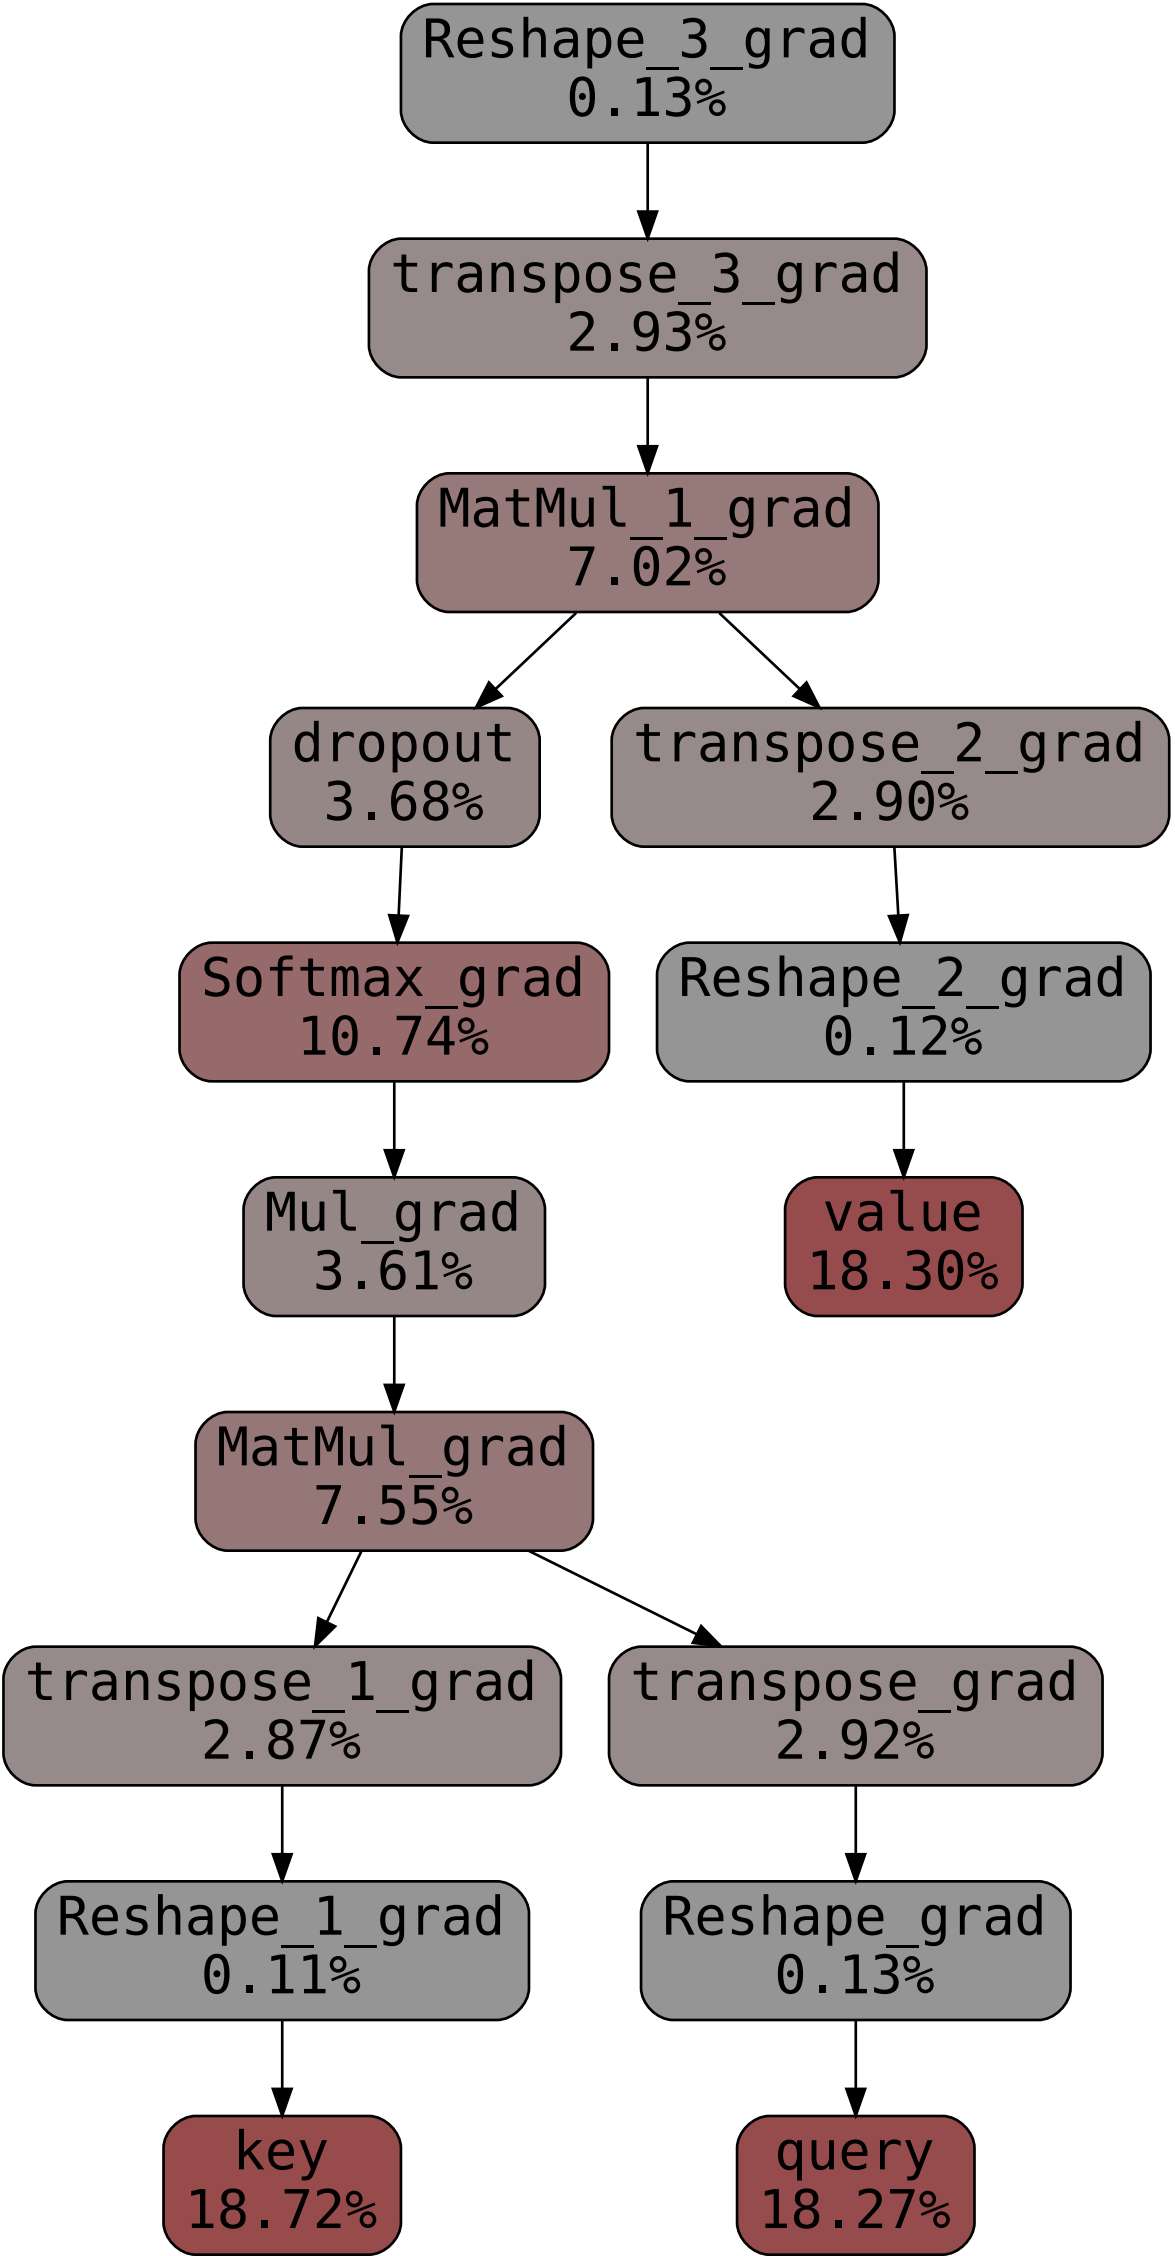 Reshape_3_grad
0.13%
transpose_3_grad
2.93%
MatMul_1_grad
7.02%
dropout
3.68%
transpose_2_grad
2.90%
Softmax_grad
10.74%
Reshape_2_grad
0.12%
Mul_grad
3.61%
value
18.30%
MatMul_grad
7.55%
transpose_1_grad
2.87%
transpose_grad
2.92%
Reshape_1_grad
0.11%
Reshape_grad
0.13%
key
18.72%
query
18.27%